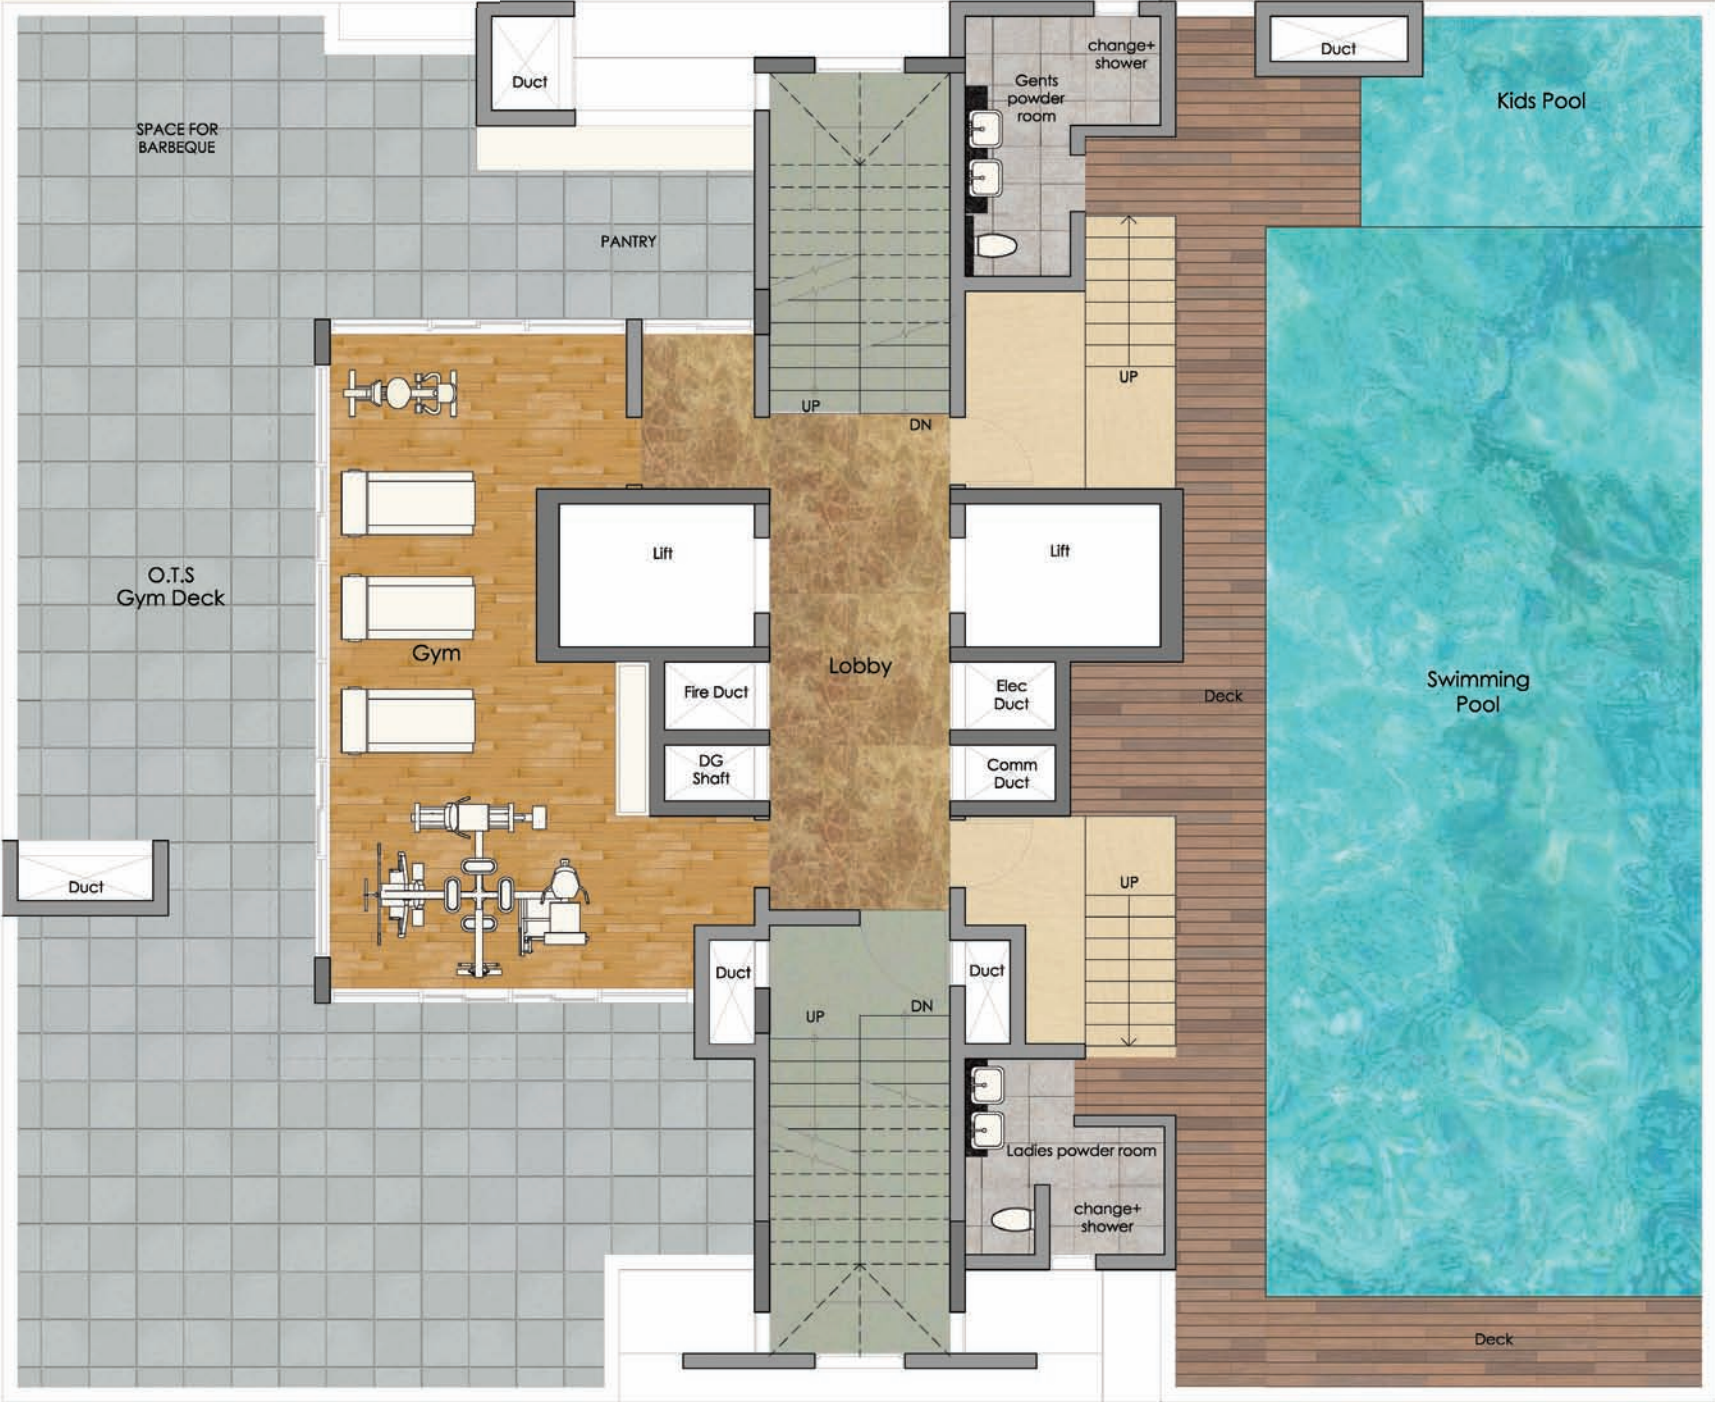 Duct
change+
shower
Duct
Gents
powder
room
Kids Pool
SPACE FOR
BARBEQUE
PANTRY
UP
UP
DN
Lift
Lift
O.T.S
Gym Deck
Gym
Lobby
Swimming
Pool
Fire Duct
Elec
Duct
Deck
DG
Shaft
Comm
Duct
Duct
UP
Duct
Duct
UP
DN
Ladies powder room
change+
shower
Deck